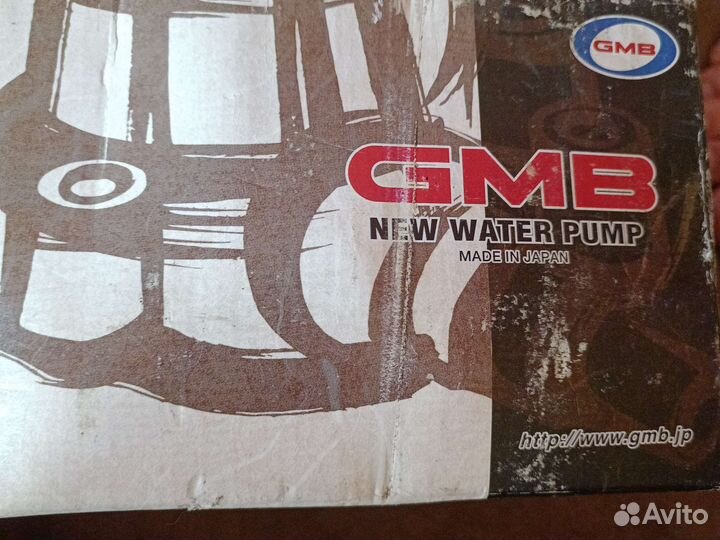 GMB
GMB
NEW WATER PUMP
MADE IN JAPAN
http://www.gmb.jp
Avito